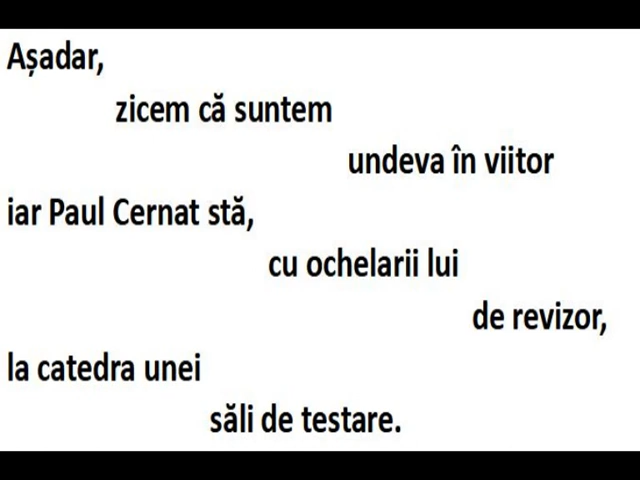 Așadar,
zicem că suntem
undeva în viitor
iar Paul Cernat stă,
cu ochelarii lui
de revizor,
la catedra unei
săli de testare.